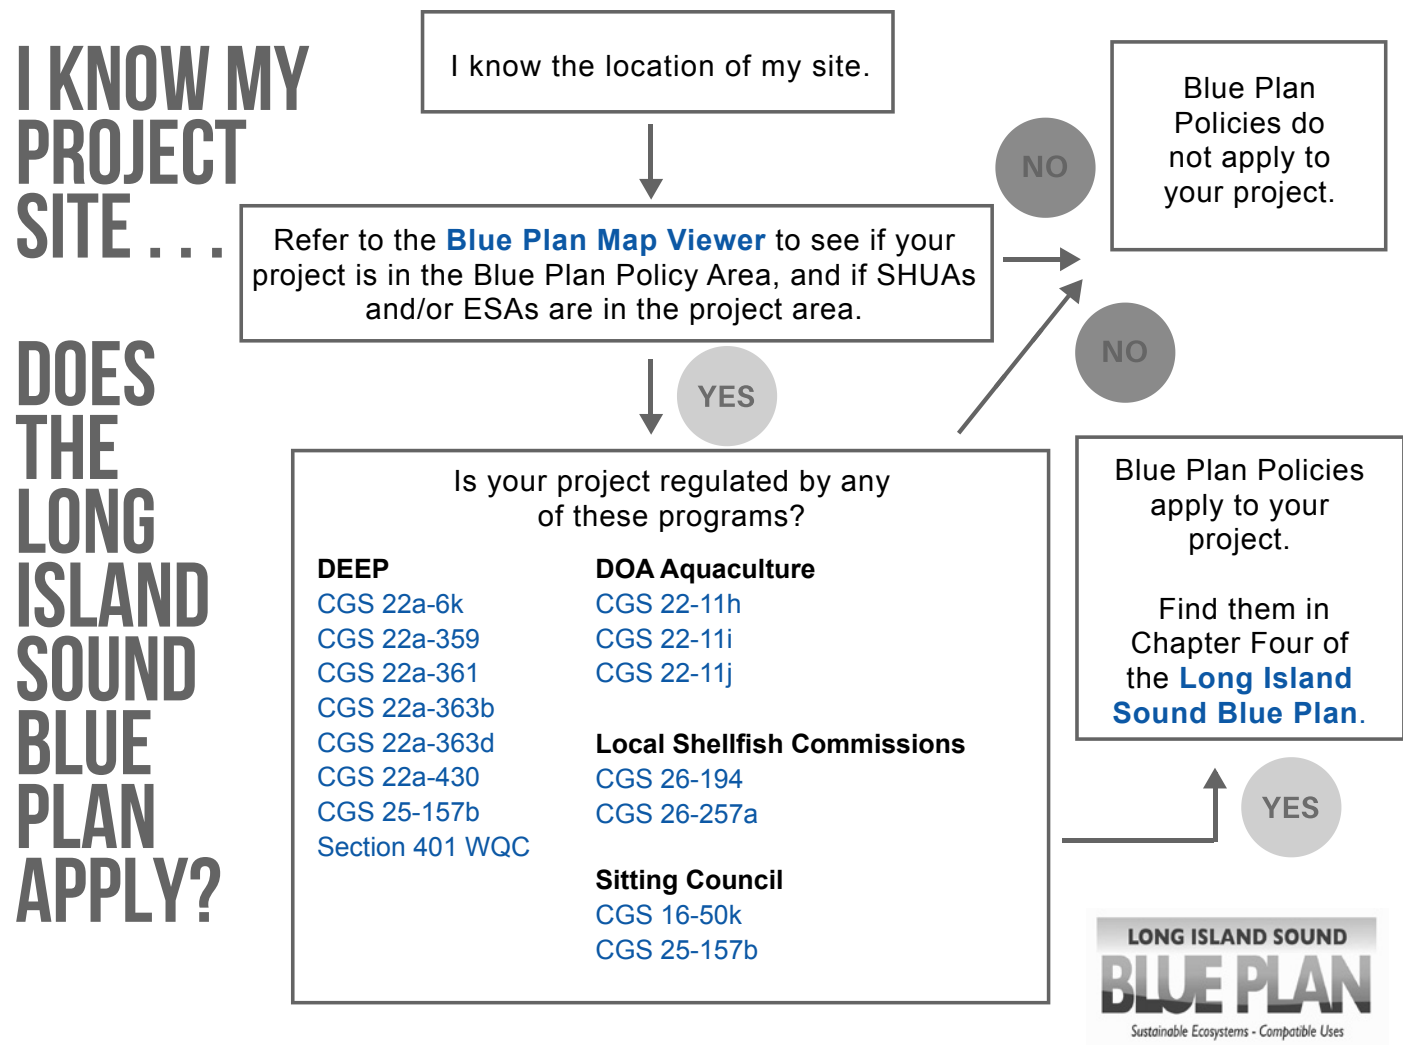 I KNOW MY
PROJECT
SITE . . .
DOES
THE
LONG
ISLAND
SOUND
BLUE
PLAN
APPLY?
I know the location of my site.
Refer to the Blue Plan Map Viewer to see if your
project is in the Blue Plan Policy Area, and if SHUAs
and/or ESAs are in the project area.
NO
Blue Plan
Policies do
not apply to
your project.
YES
NO
Is your project regulated by any
of these programs?
DEEP
CGS 22a-6k
CGS 22a-359
CGS 22a-361
CGS 22a-363b
CGS 22a-363d
CGS 22a-430
CGS 25-157b
Section 401 WQC
DOA Aquaculture
CGS 22-11h
CGS 22-11i
CGS 22-11j
Local Shellfish Commissions
CGS 26-194
CGS 26-257a
Sitting Council
CGS 16-50k
CGS 25-157b
Blue Plan Policies
apply to your
project.
Find them in
Chapter Four of
the Long Island
Sound Blue Plan.
YES
LONG ISLAND SOUND
BLUE PLAN
Sustainable Ecosystems - Compatible Uses